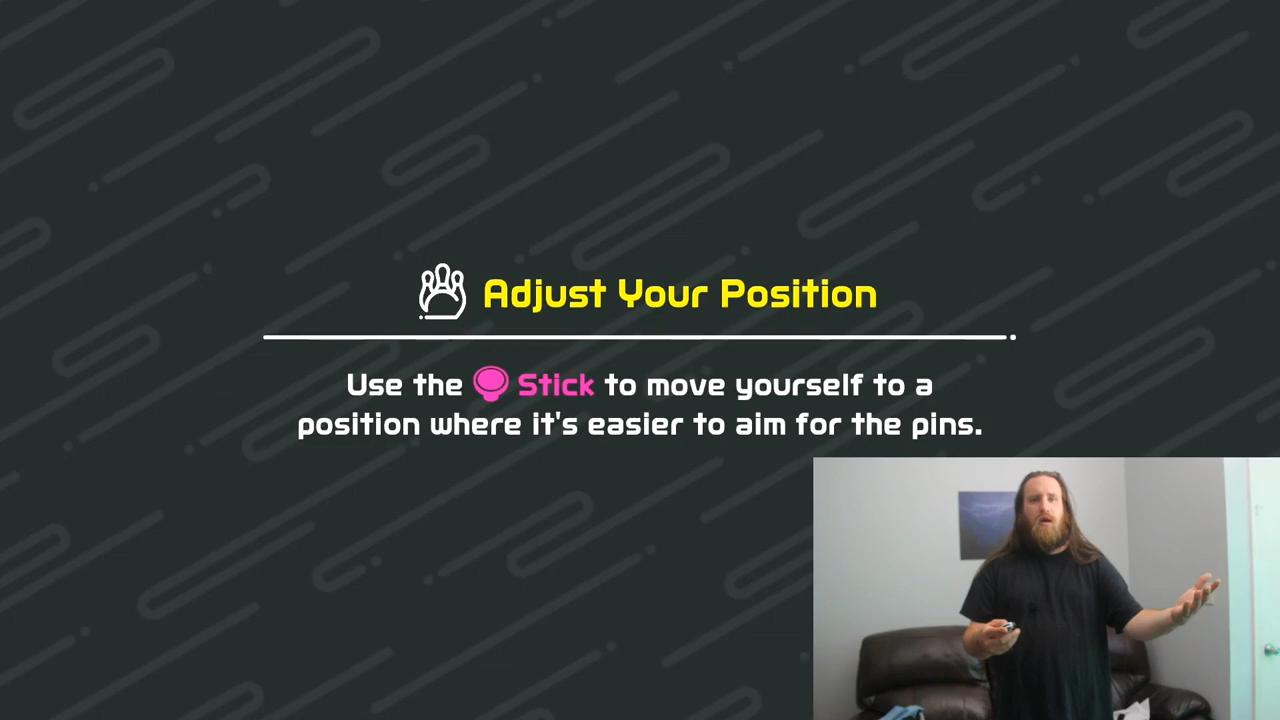 Adjust Your Position
Use the Stick to move yourself to a
position where it's easier to aim for the pins.